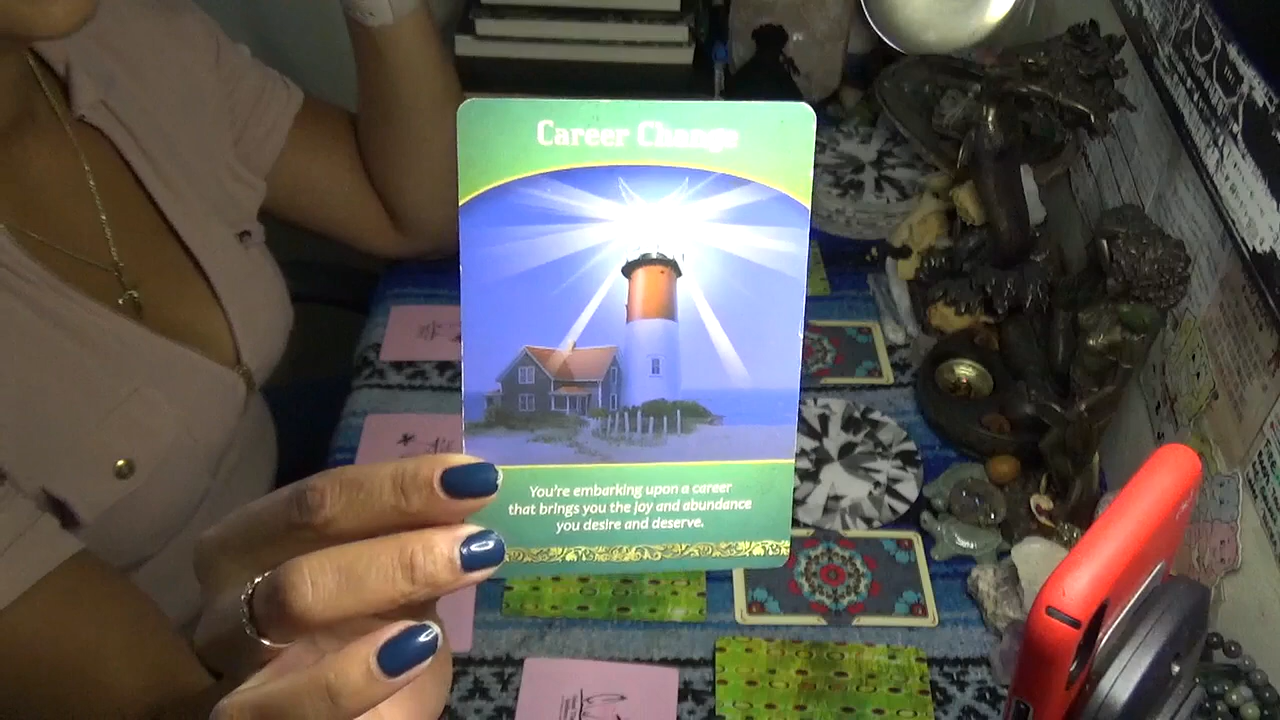 Career Change
You're embarking upon a career
that brings you the joy and abundance
you desire and deserve.